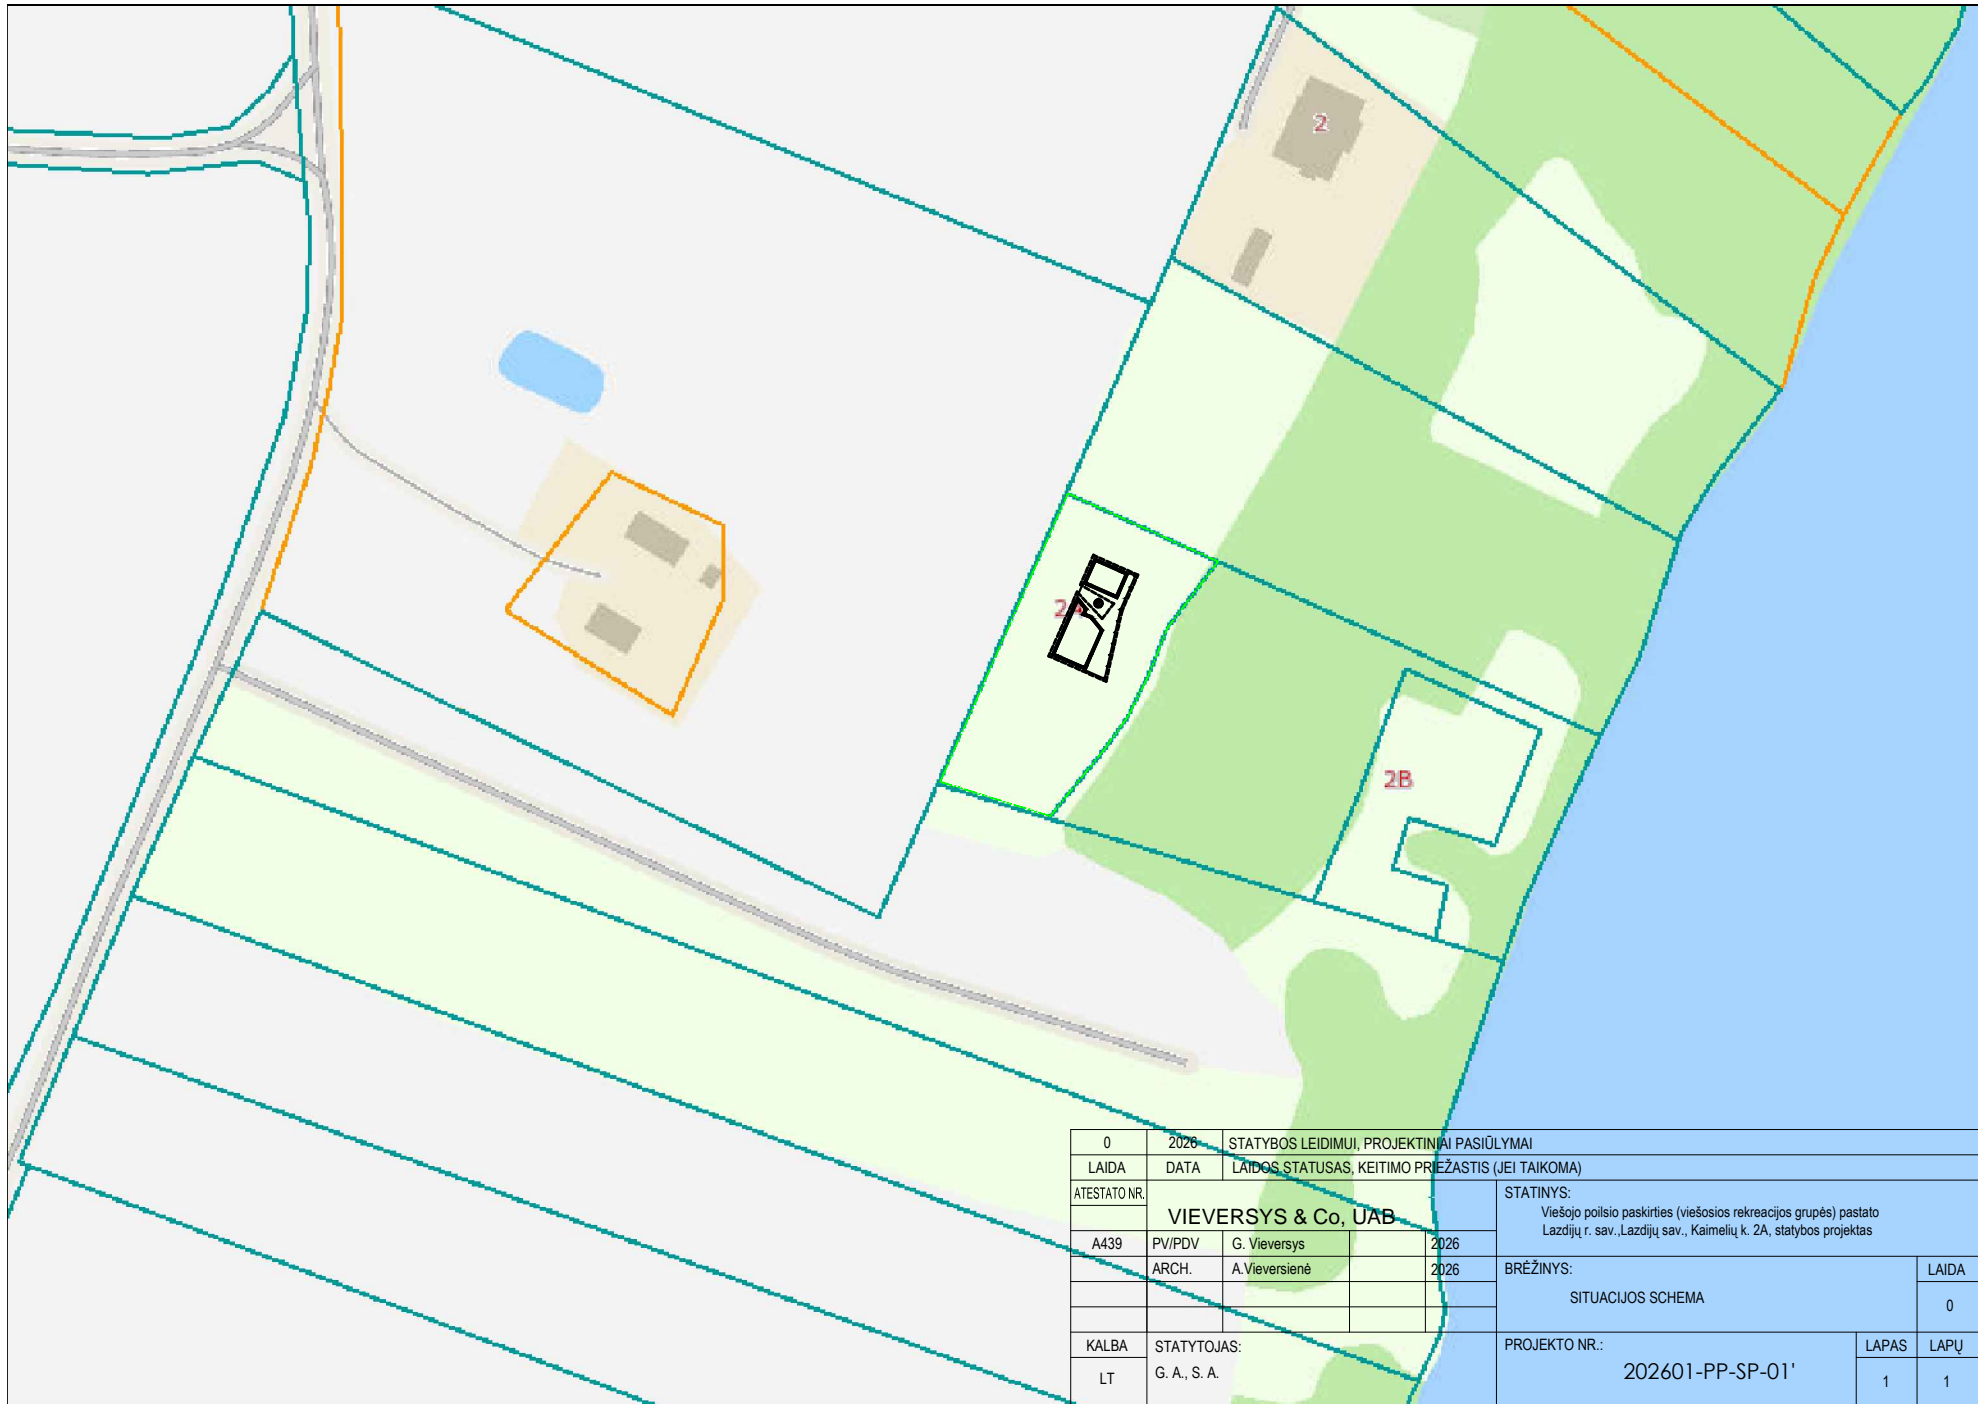 2
2A
2B
0 2026 STATYBOS LEIDIMUI, PROJEKTINIAI PASIŪLYMAI
LAIDA DATA LAIDOS STATUSAS, KEITIMO PRIEŽASTIS (JEI TAIKOMA)
ATESTATO NR.
VIEVERSYS & Co, UAB
STATINYS:
Viešojo poilsio paskirties (viešosios rekreacijos grupės) pastato
Lazdijų r. sav.,Lazdijų sav., Kaimelių k. 2A, statybos projektas
A439 PV/PDV G. Vieversys 2026
ARCH. A.Vieversienė 2026
BRĖŽINYS: LAIDA
SITUACIJOS SCHEMA 0
KALBA STATYTOJAS: PROJEKTO NR.: LAPAS LAPŲ
LT G. A., S. A. 202601-PP-SP-01' 1 1